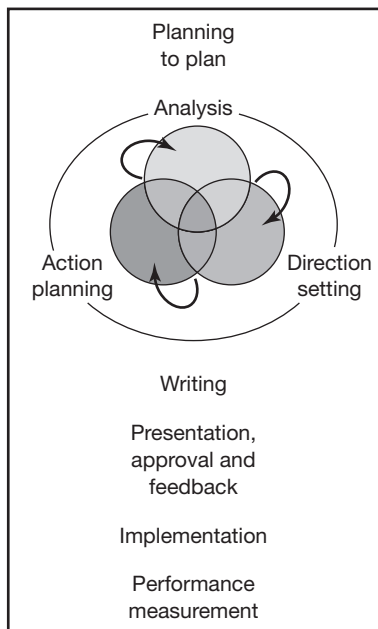 Planning
to plan
Analysis
Action
planning
Direction
setting
Writing
Presentation,
approval and
feedback
Implementation
Performance
measurement